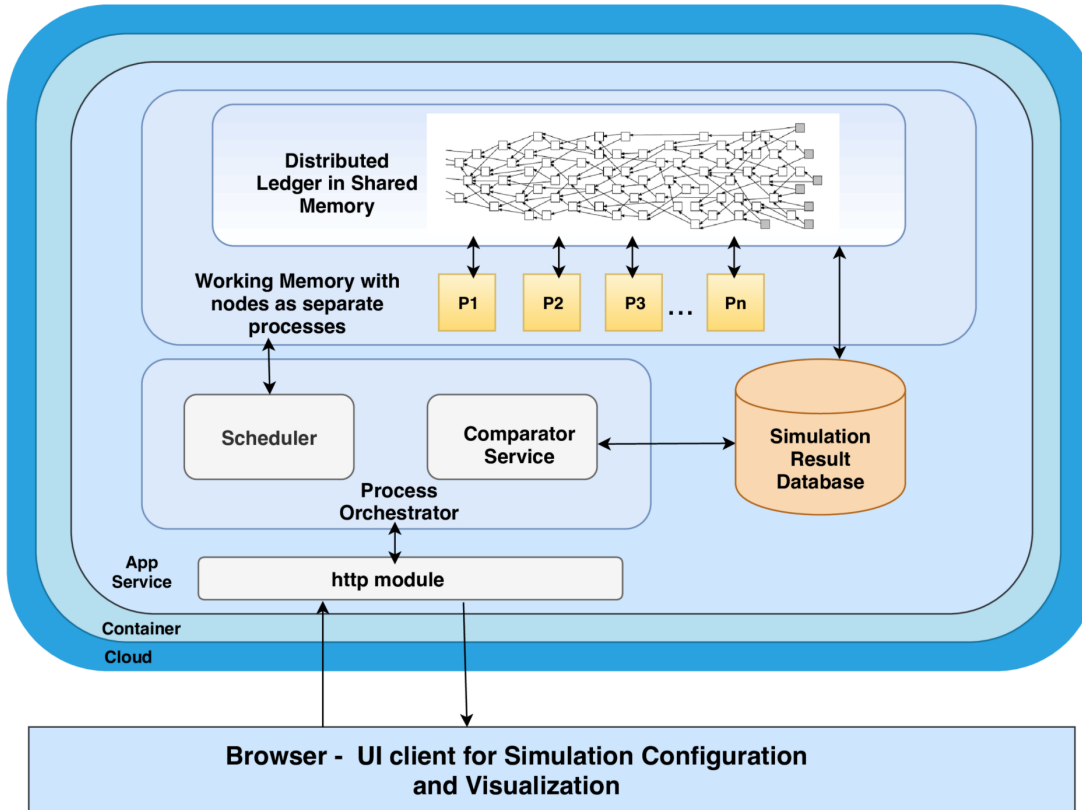 Distributed
Ledger in Shared
Memory
Working Memory with
nodes as separate
processes
P1
P2
P3
...
Pn
Scheduler
Comparator
Service
Simulation
Result
Database
Process
Orchestrator
App
Service
http module
Container
Cloud
Browser -  UI client for Simulation Configuration
and Visualization